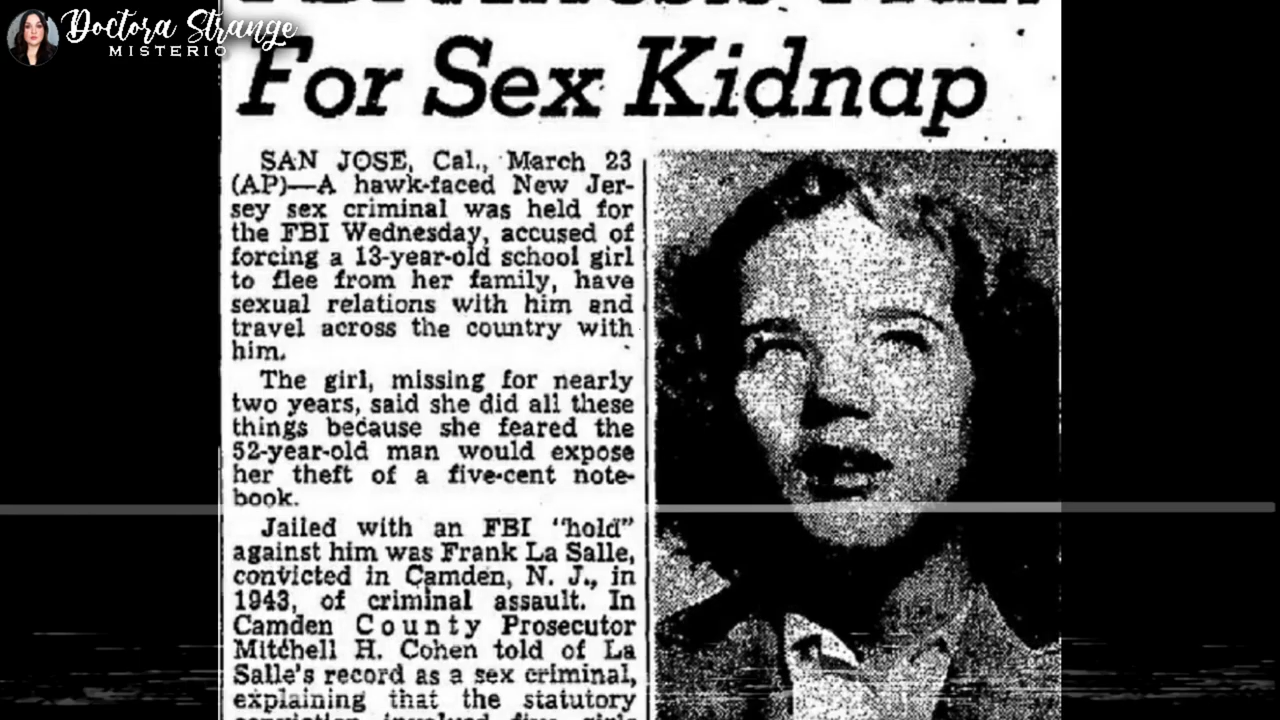 Doctora Strange
MISTERIO
For Sex Kidnap
SAN JOSE, Cal., March 23
(AP)—A hawk-faced New Jer-
sey sex criminal was held for
the FBI Wednesday, accused of
forcing a 13-year-old school girl
to flee from her family, have
sexual relations with him and
travel across the country with
him.
The girl, missing for nearly
two years, said she did all these
things because she feared the
52-year-old man would expose
her theft of a five-cent note-
book.
Jailed with an FBI "hold"
against him was Frank La Salle,
convicted in Camden, N. J., in
1943, of criminal assault. In
Camden County Prosecutor
Mitchell H. Cohen told of La
Salle's record as a sex criminal,
explaining that the statutory